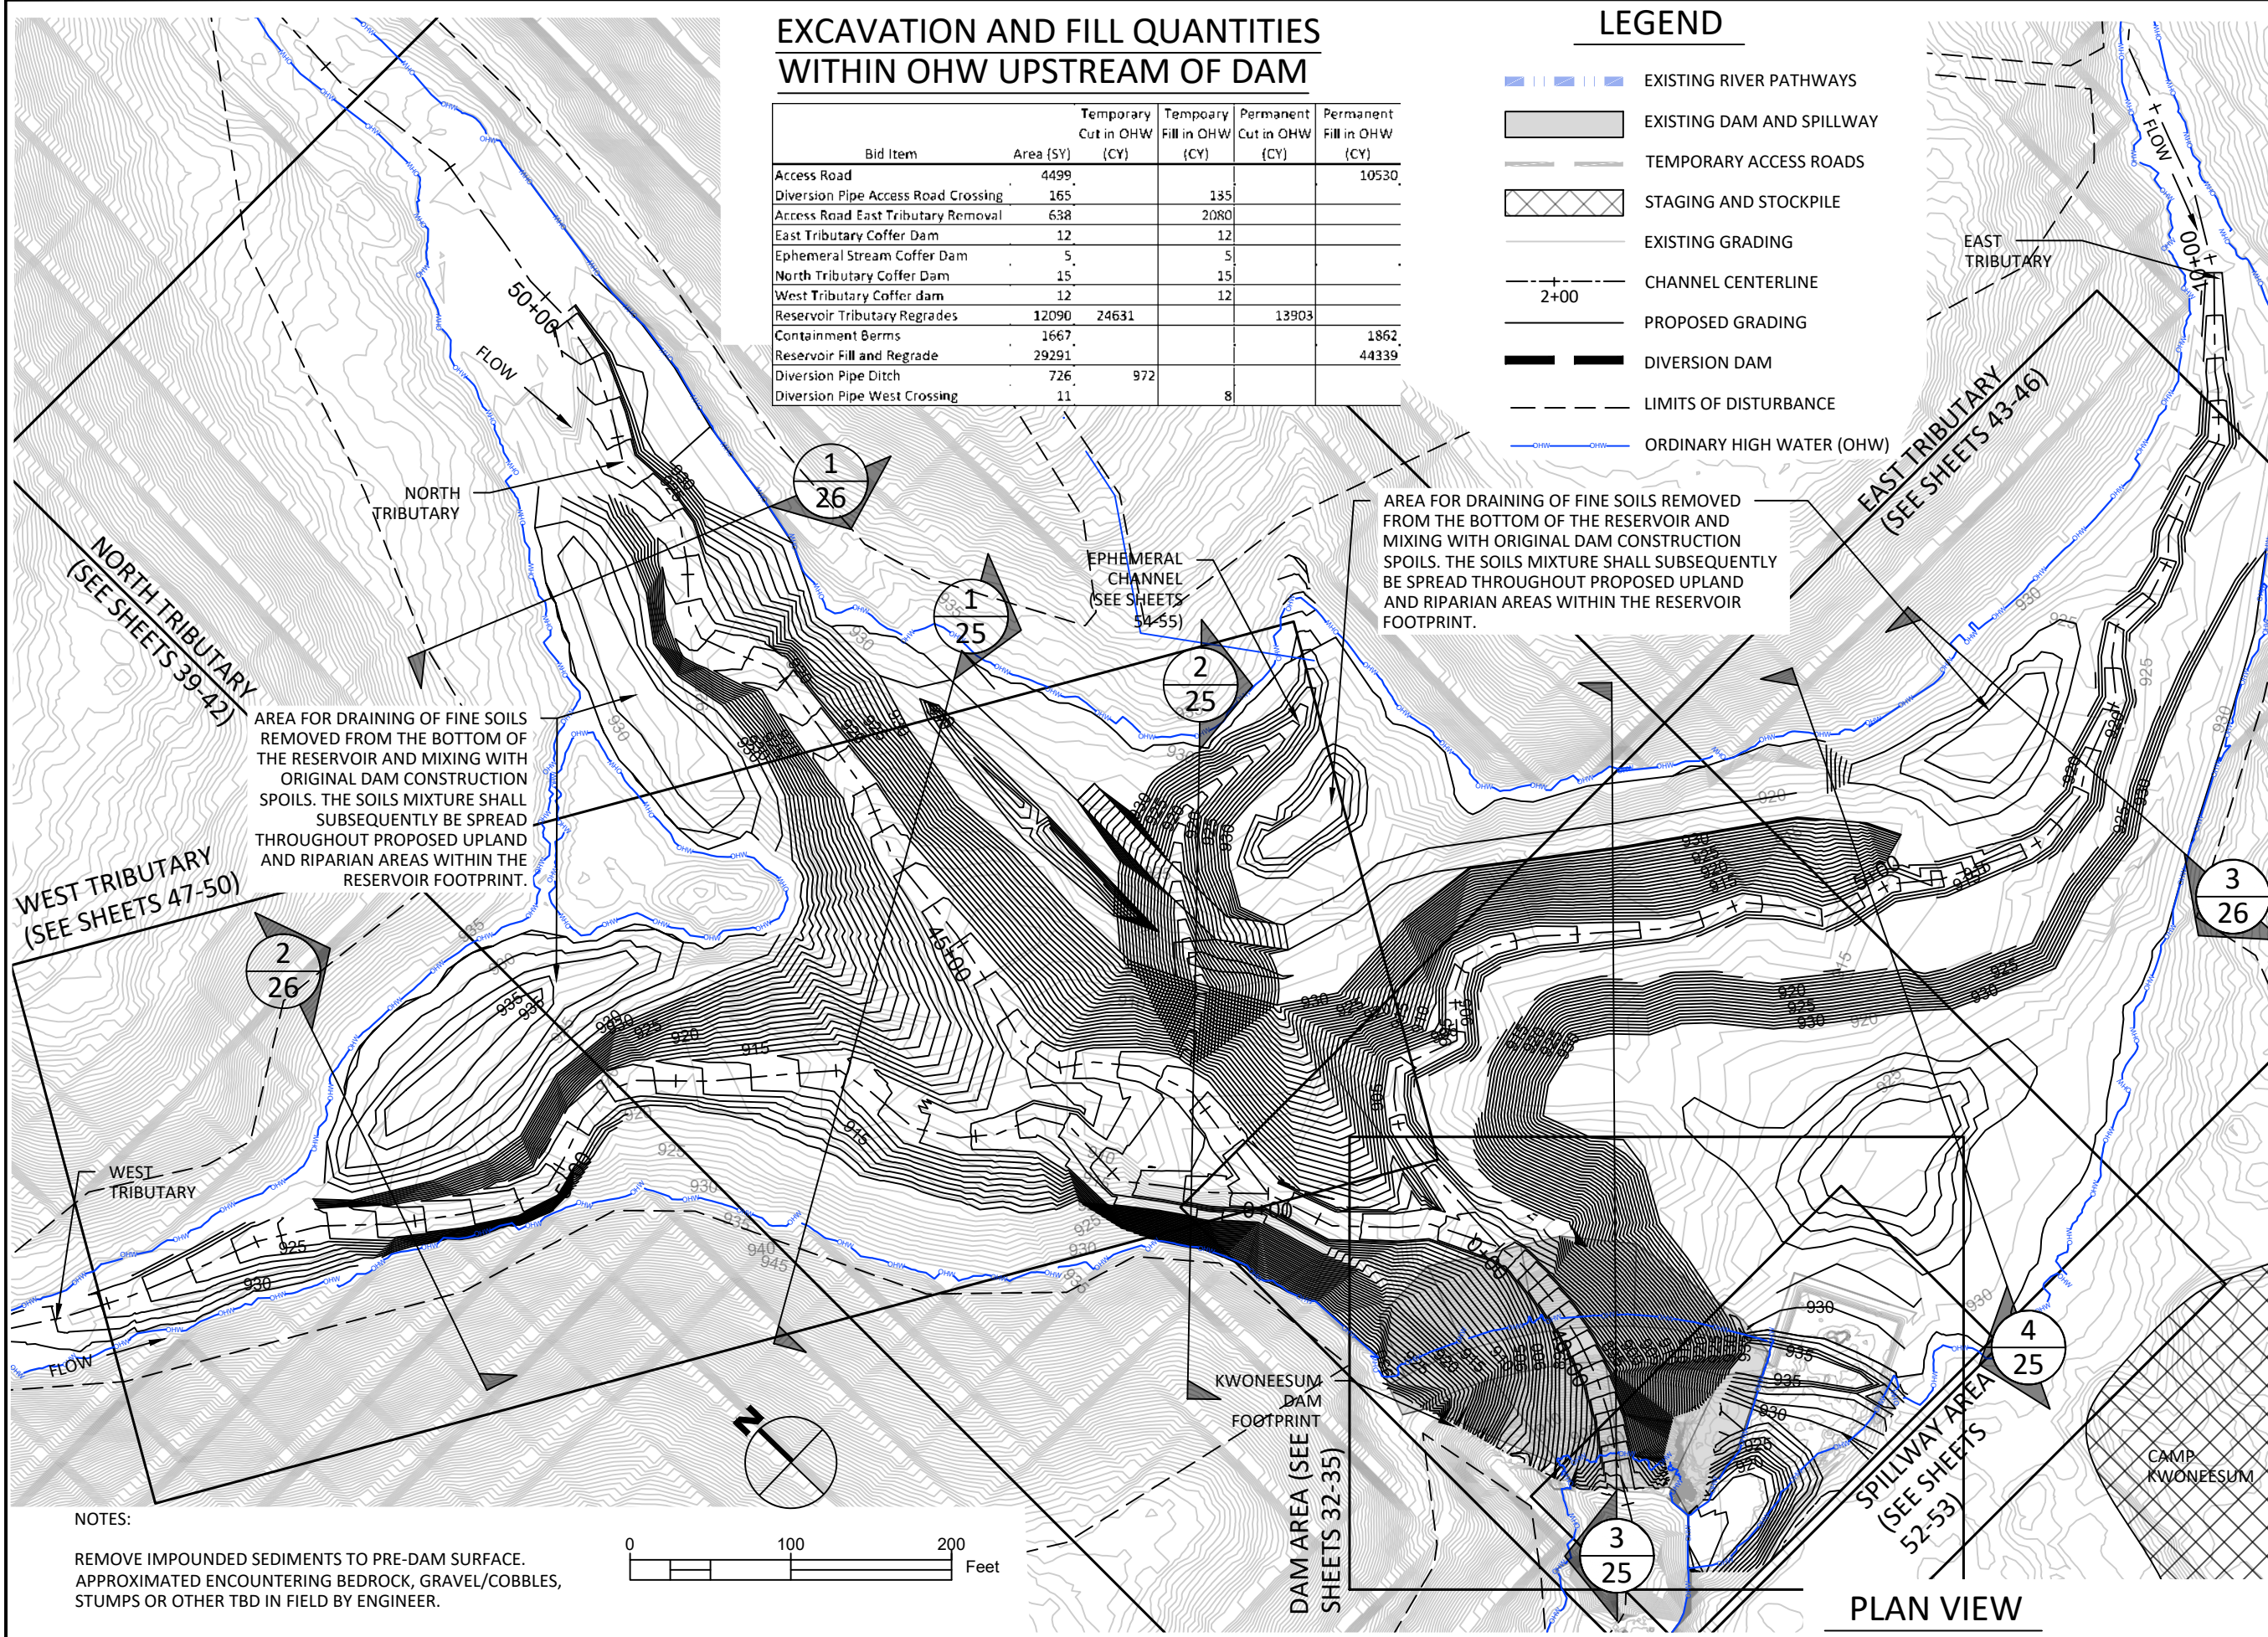 EXCAVATION AND FILL QUANTITIES
WITHIN OHW UPSTREAM OF DAM
Bid Item Area (SY) Temporary Cut in OHW (CY) Tempoary Fill in OHW (CY) Permanent Cut in OHW (CY) Permanent Fill in OHW (CY)
Access Road 4499 10530
Diversion Pipe Access Road Crossing 165 135
Access Road East Tributary Removal 638 2080
East Tributary Coffer Dam 12 12
Ephemeral Stream Coffer Dam 5 5
North Tributary Coffer Dam 15 15
West Tributary Coffer dam 12 12
Reservoir Tributary Regrades 12090 24631 13903
Containment Berms 1667 1862
Reservoir Fill and Regrade 29291 44339
Diversion Pipe Ditch 726 972
Diversion Pipe West Crossing 11 8
LEGEND
EXISTING RIVER PATHWAYS
EXISTING DAM AND SPILLWAY
TEMPORARY ACCESS ROADS
STAGING AND STOCKPILE
EXISTING GRADING
2+00
CHANNEL CENTERLINE
PROPOSED GRADING
DIVERSION DAM
LIMITS OF DISTURBANCE
OHW OHW
ORDINARY HIGH WATER (OHW)
FLOW
10+00
EAST
TRIBUTARY
EAST TRIBUTARY
(SEE SHEETS 43-46)
50+00
FLOW
NORTH
TRIBUTARY
NORTH TRIBUTARY
(SEE SHEETS 39-42)
1
26
1
25
EPHEMERAL
CHANNEL
(SEE SHEETS
54-55)
2
25
AREA FOR DRAINING OF FINE SOILS REMOVED
FROM THE BOTTOM OF THE RESERVOIR AND
MIXING WITH ORIGINAL DAM CONSTRUCTION
SPOILS. THE SOILS MIXTURE SHALL SUBSEQUENTLY
BE SPREAD THROUGHOUT PROPOSED UPLAND
AND RIPARIAN AREAS WITHIN THE RESERVOIR
FOOTPRINT.
AREA FOR DRAINING OF FINE SOILS
REMOVED FROM THE BOTTOM OF
THE RESERVOIR AND MIXING WITH
ORIGINAL DAM CONSTRUCTION
SPOILS. THE SOILS MIXTURE SHALL
SUBSEQUENTLY BE SPREAD
THROUGHOUT PROPOSED UPLAND
AND RIPARIAN AREAS WITHIN THE
RESERVOIR FOOTPRINT.
WEST TRIBUTARY
(SEE SHEETS 47-50)
2
26
3
26
45+00
5+00
WEST
TRIBUTARY
FLOW
925
930
915
920
905
935
940
945
0+00
0+00
KWONEESUM
DAM
FOOTPRINT
DAM AREA (SEE
SHEETS 32-35)
4
25
3
25
SPILLWAY AREA
(SEE SHEETS
52-53)
CAMP
KWONEESUM
N
NOTES:
REMOVE IMPOUNDED SEDIMENTS TO PRE-DAM SURFACE.
APPROXIMATED ENCOUNTERING BEDROCK, GRAVEL/COBBLES,
STUMPS OR OTHER TBD IN FIELD BY ENGINEER.
0 100 200
Feet
PLAN VIEW